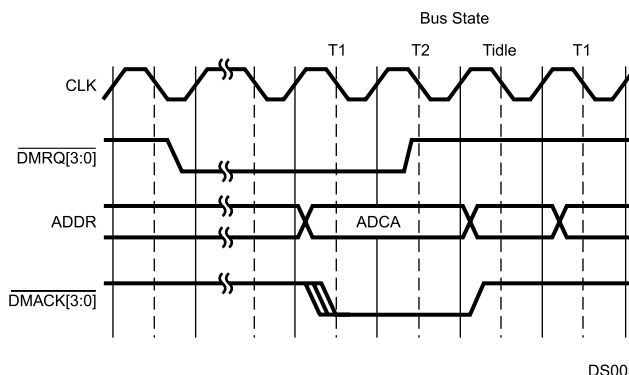 Bus State
T1 T2 Tidle T1
CLK
DMRQ[3:0]
ADDR
ADCA
DMACK[3:0]
DS00